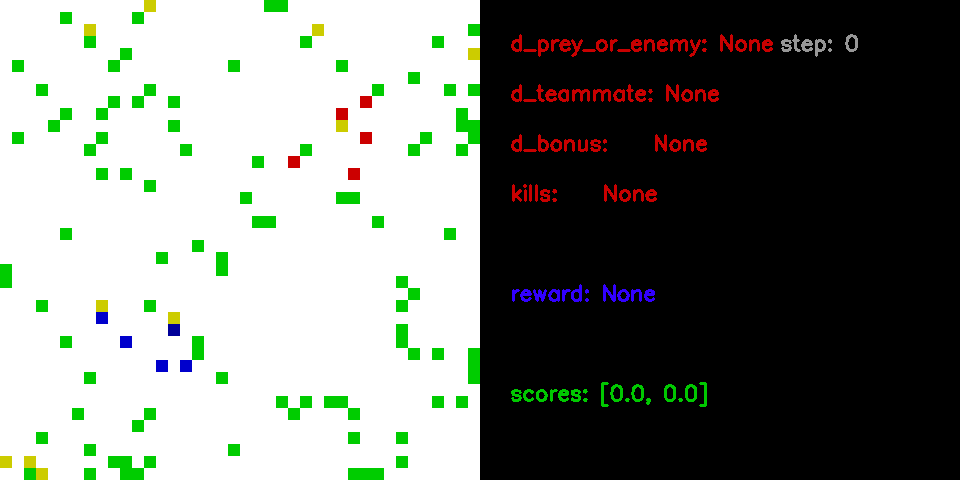 d_prey_or_enemy: None step: 0
d_teammate: None
d_bonus: None
kills: None
reward: None
scores: [0.0, 0.0]